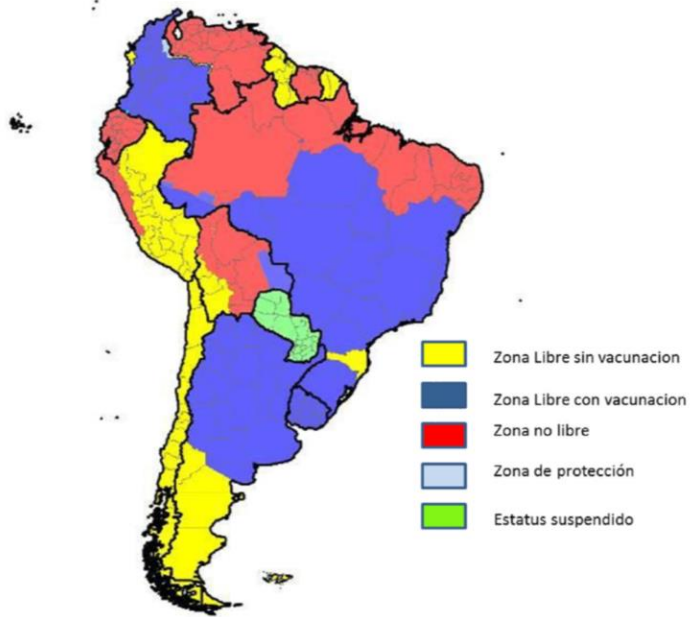 Zona Libre sin vacunacion
Zona Libre con vacunacion
Zona no libre
Zona de protección
Estatus suspendido